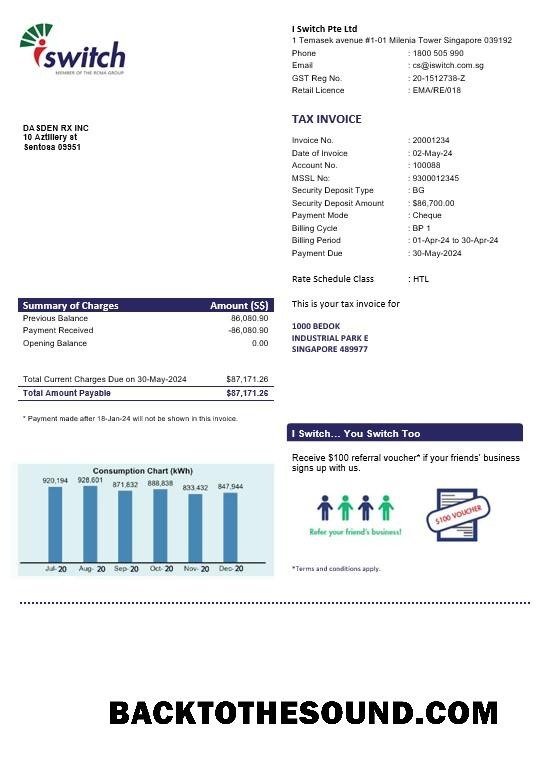 iswitch
MEMBER OF THE ROMA GROUP
I Switch Pte Ltd
1 Temasek avenue #1-01 Milenia Tower Singapore 039192
Phone : 1800 505 990
Email : cs@iswitch.com.sg
GST Reg No. : 20-1512738-Z
Retail Licence : EMA/RE/018
DASDEN RX INC
10 Aztillery st
Sentosa 09951
TAX INVOICE
Invoice No. : 20001234
Date of Invoice : 02-May-24
Account No. : 100088
MSSL No: : 9300012345
Security Deposit Type : BG
Security Deposit Amount : $86,700.00
Payment Mode : Cheque
Billing Cycle : BP 1
Billing Period : 01-Apr-24 to 30-Apr-24
Payment Due : 30-May-2024
Rate Schedule Class : HTL
This is your tax invoice for
1000 BEDOK
INDUSTRIAL PARK E
SINGAPORE 489977
Summary of Charges Amount (S$)
Previous Balance 86,080.90
Payment Received -86,080.90
Opening Balance 0.00
Total Current Charges Due on 30-May-2024 $87,171.26
Total Amount Payable $87,171.26
* Payment made after 18-Jan-24 will not be shown in this invoice.
I Switch... You Switch Too
Receive $100 referral voucher* if your friends' business
signs up with us.
Refer your friend's business!
$100 VOUCHER
*Terms and conditions apply.
Consumption Chart (kWh)
920,194 928,601 871,832 888,838 833,432 847,944
Jul-20 Aug-20 Sep-20 Oct-20 Nov-20 Dec-20
BACKTOTHESOUND.COM